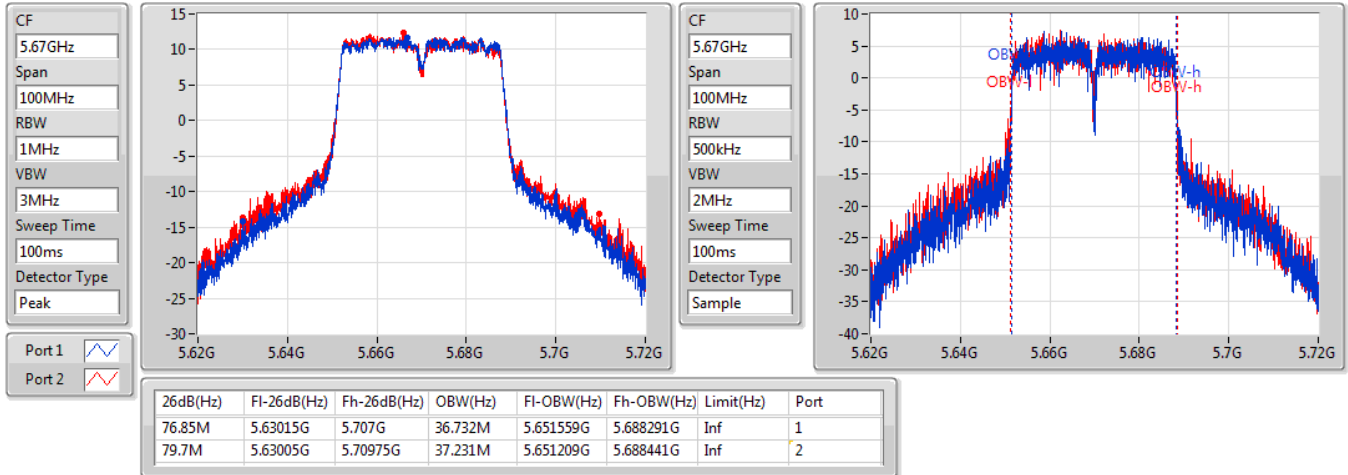 CF
5.67GHz
Span
100MHz
RBW
1MHz
VBW
3MHz
Sweep Time
100ms
Detector Type
Peak
Port 1
Port 2
15
10
5
0
-5
-10
-15
-20
-25
-30
5.62G 5.64G 5.66G 5.68G 5.7G 5.72G
CF
5.67GHz
Span
100MHz
RBW
500kHz
VBW
2MHz
Sweep Time
100ms
Detector Type
Sample
10
5
0
-5
-10
-15
-20
-25
-30
-35
-40
OBW-h
OBW-h
5.62G 5.64G 5.66G 5.68G 5.7G 5.72G
26dB(Hz) Fl-26dB(Hz) Fh-26dB(Hz) OBW(Hz) Fl-OBW(Hz) Fh-OBW(Hz) Limit(Hz) Port
76.85M 5.63015G 5.707G 36.732M 5.651559G 5.688291G Inf 1
79.7M 5.63005G 5.70975G 37.231M 5.651209G 5.688441G Inf 2